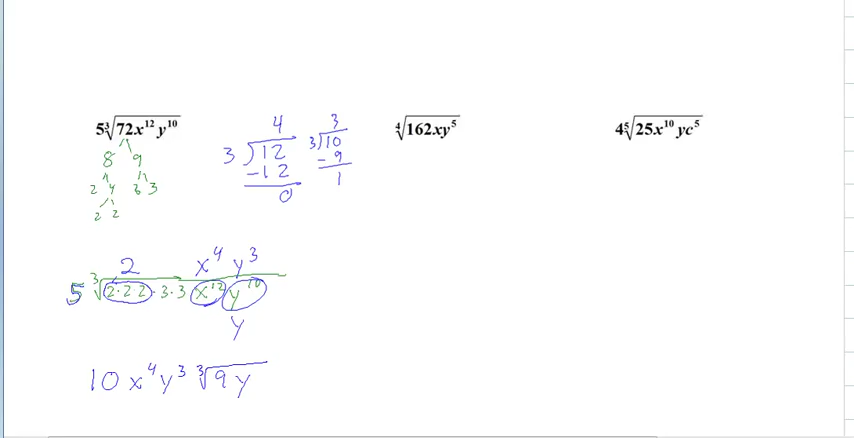 5∛72x¹²y¹⁰
8 9
2 4 3 3
2 2
4
3 ) 12
−12
0
3
3 ) 10
−9
1
⁴√162xy⁵
4⁵√25x¹⁰yc⁵
2 x⁴ y³
5 ∛2·2·2·3·3 x¹² y¹⁰
y
10x⁴y³ ∛9y